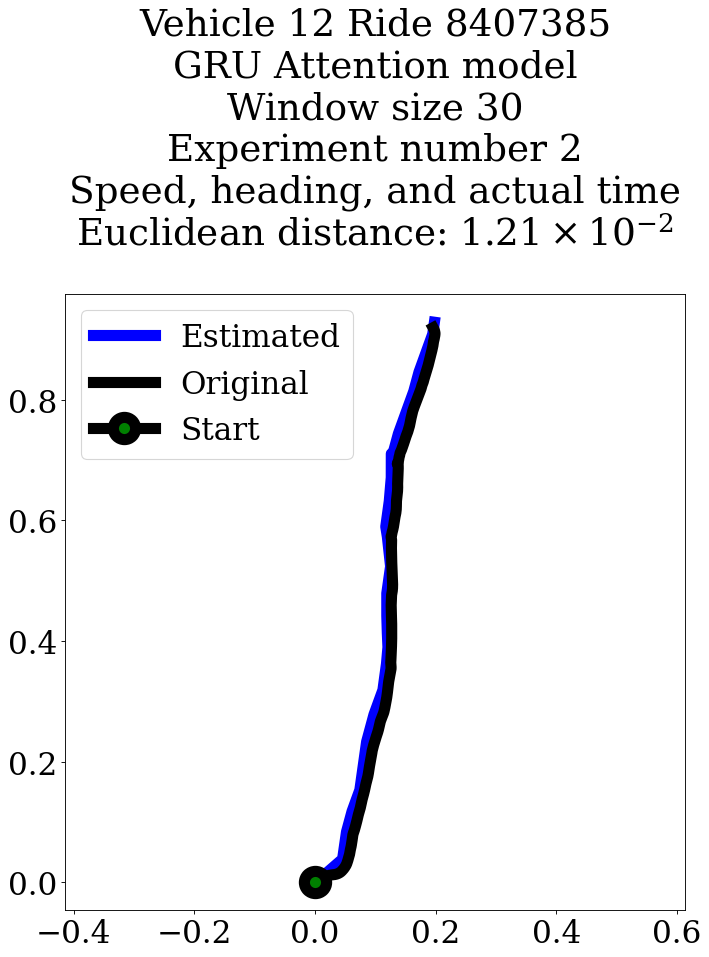 Vehicle 12 Ride 8407385
GRU Attention model
Window size 30
Experiment number 2
Speed, heading, and actual time
Euclidean distance: 1.21 × 10⁻²
Estimated
Original
Start
0.8
0.6
0.4
0.2
0.0
−0.4 −0.2 0.0 0.2 0.4 0.6